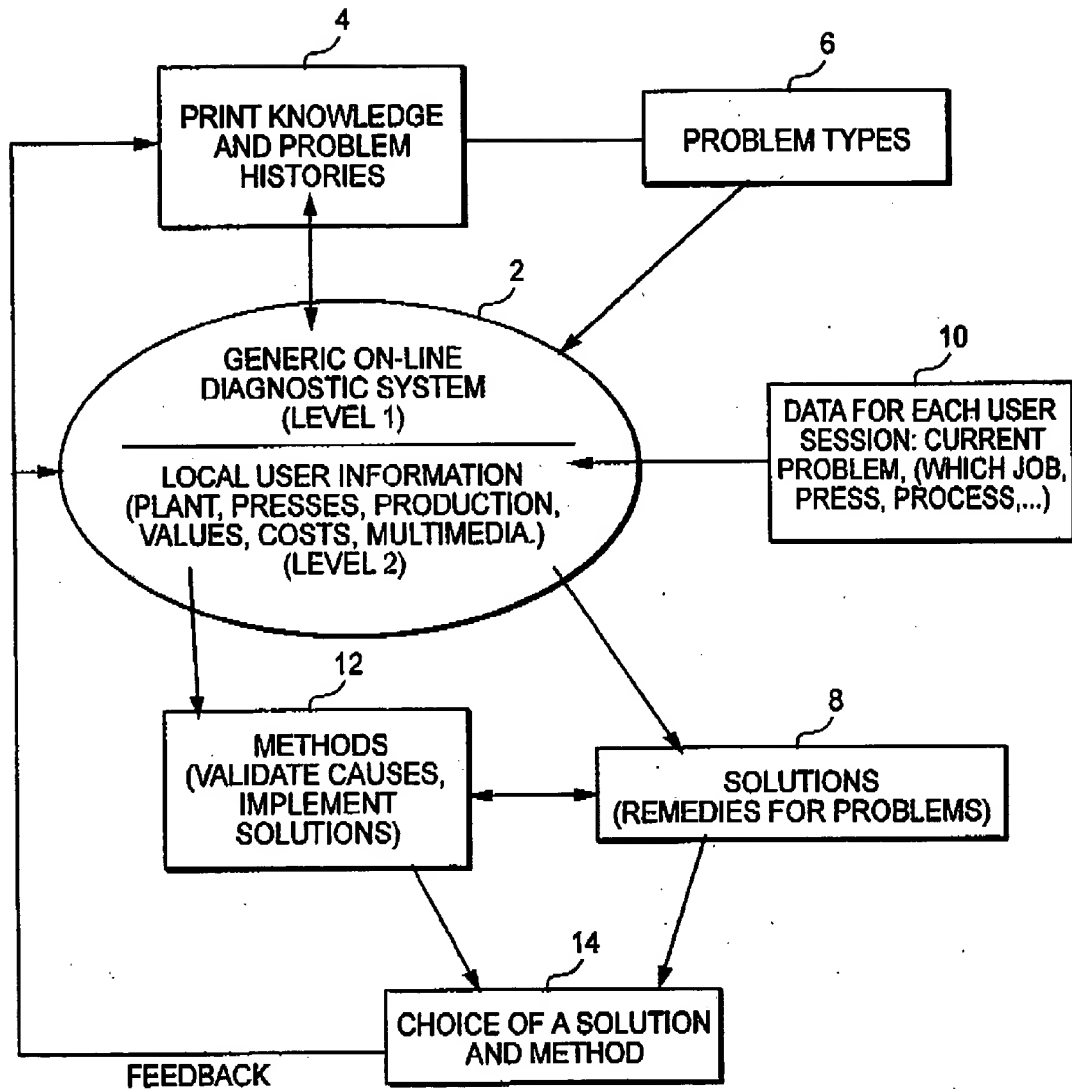 4
PRINT KNOWLEDGE
AND PROBLEM
HISTORIES
6
PROBLEM TYPES
2
GENERIC ON-LINE
DIAGNOSTIC SYSTEM
(LEVEL 1)
LOCAL USER INFORMATION
(PLANT, PRESSES, PRODUCTION,
VALUES, COSTS, MULTIMEDIA.)
(LEVEL 2)
10
DATA FOR EACH USER
SESSION: CURRENT
PROBLEM, (WHICH JOB,
PRESS, PROCESS,...)
12
METHODS
(VALIDATE CAUSES,
IMPLEMENT
SOLUTIONS)
8
SOLUTIONS
(REMEDIES FOR PROBLEMS)
14
CHOICE OF A SOLUTION
AND METHOD
FEEDBACK